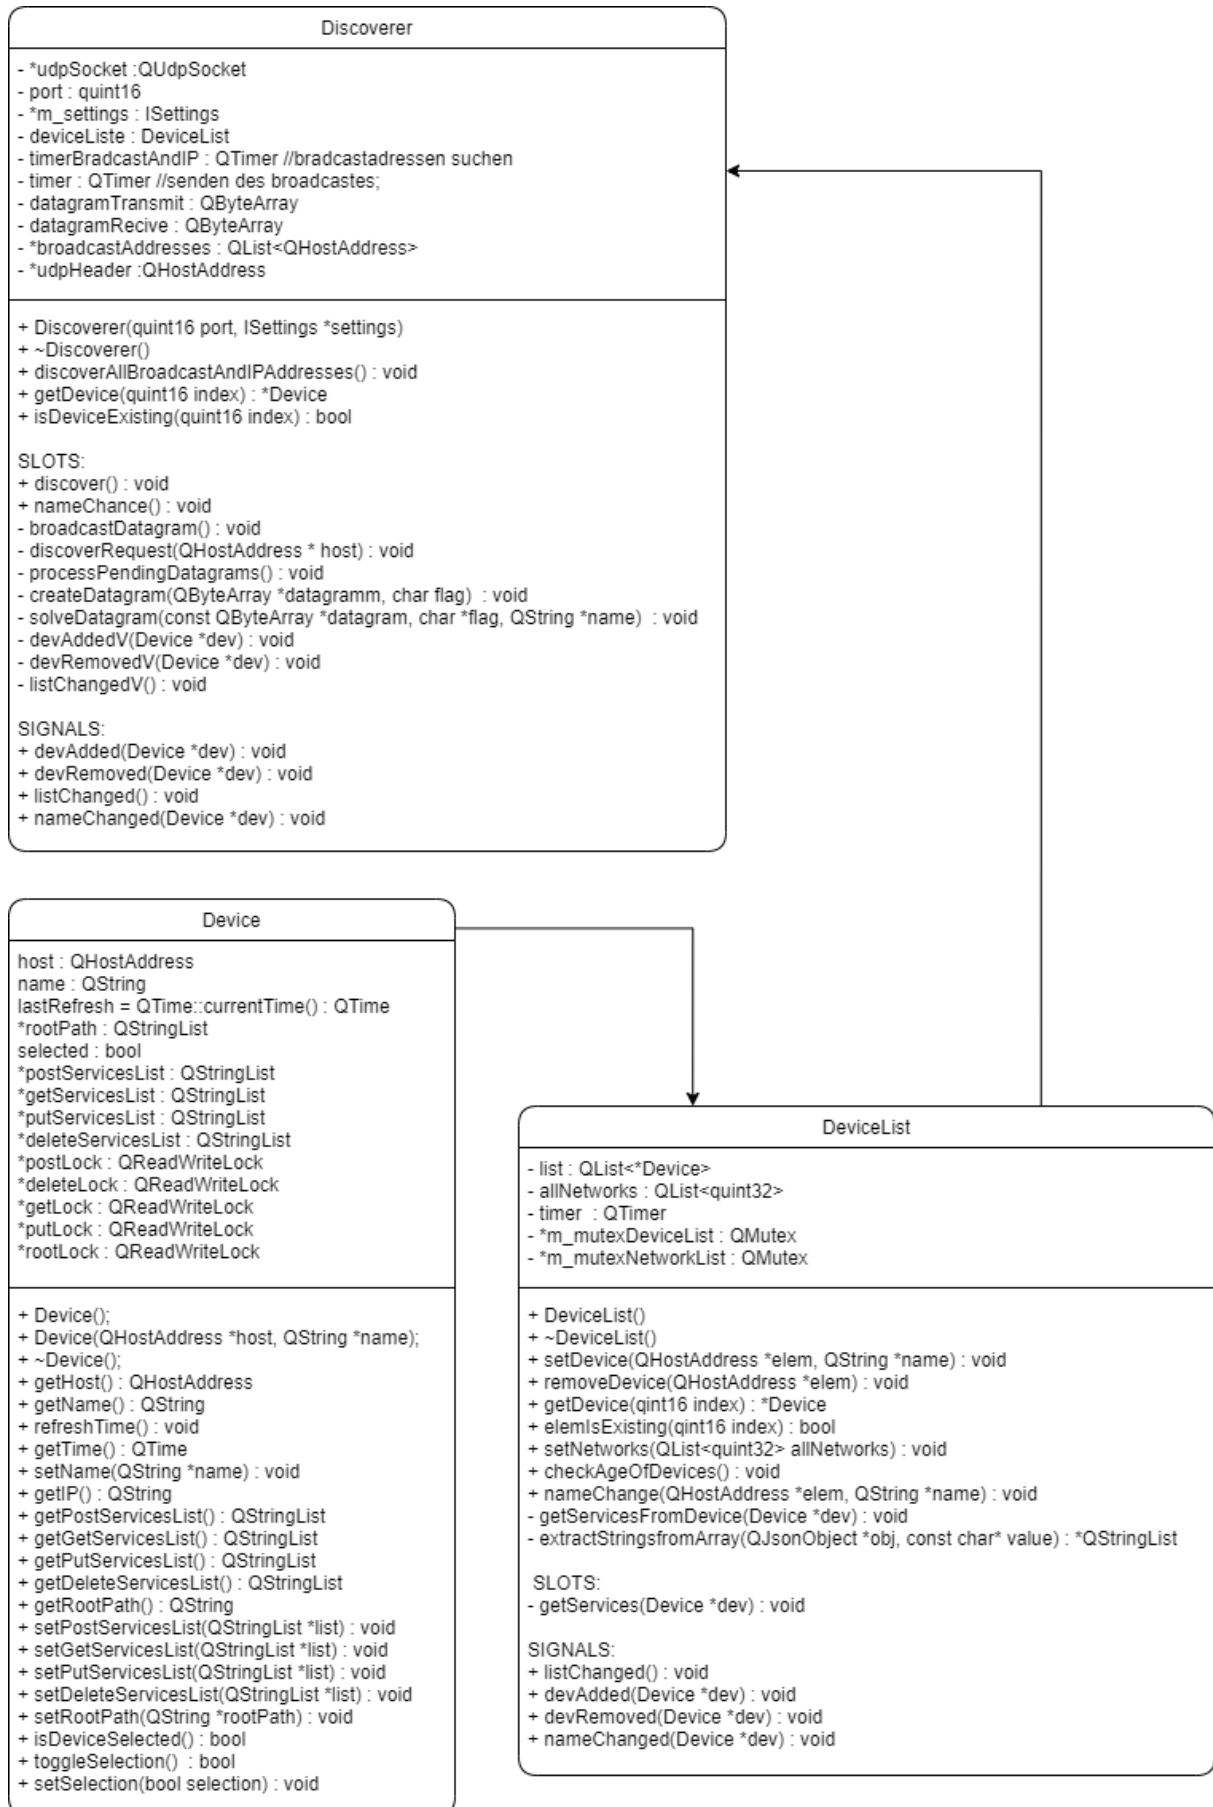 Discoverer
- *udpSocket :QUdpSocket
- port : quint16
- *m_settings : ISettings
- deviceListe : DeviceList
- timerBradcastAndIP : QTimer //bradcastadressen suchen
- timer : QTimer //senden des broadcastes;
- datagramTransmit : QByteArray
- datagramRecive : QByteArray
- *broadcastAddresses : QList<QHostAddress>
- *udpHeader :QHostAddress
+ Discoverer(quint16 port, ISettings *settings)
+ ~Discoverer()
+ discoverAllBroadcastAndIPAddresses() : void
+ getDevice(quint16 index) : *Device
+ isDeviceExisting(quint16 index) : bool
SLOTS:
+ discover() : void
+ nameChance() : void
- broadcastDatagram() : void
- discoverRequest(QHostAddress * host) : void
- processPendingDatagrams() : void
- createDatagram(QByteArray *datagramm, char flag)  : void
- solveDatagram(const QByteArray *datagram, char *flag, QString *name)  : void
- devAddedV(Device *dev) : void
- devRemovedV(Device *dev) : void
- listChangedV() : void
SIGNALS:
+ devAdded(Device *dev) : void
+ devRemoved(Device *dev) : void
+ listChanged() : void
+ nameChanged(Device *dev) : void
Device
host : QHostAddress
name : QString
lastRefresh = QTime::currentTime() : QTime
*rootPath : QStringList
selected : bool
*postServicesList : QStringList
*getServicesList : QStringList
*putServicesList : QStringList
*deleteServicesList : QStringList
*postLock : QReadWriteLock
*deleteLock : QReadWriteLock
*getLock : QReadWriteLock
*putLock : QReadWriteLock
*rootLock : QReadWriteLock
+ Device();
+ Device(QHostAddress *host, QString *name);
+ ~Device();
+ getHost() : QHostAddress
+ getName() : QString
+ refreshTime() : void
+ getTime() : QTime
+ setName(QString *name) : void
+ getIP() : QString
+ getPostServicesList() : QStringList
+ getGetServicesList() : QStringList
+ getPutServicesList() : QStringList
+ getDeleteServicesList() : QStringList
+ getRootPath() : QString
+ setPostServicesList(QStringList *list) : void
+ setGetServicesList(QStringList *list) : void
+ setPutServicesList(QStringList *list) : void
+ setDeleteServicesList(QStringList *list) : void
+ setRootPath(QString *rootPath) : void
+ isDeviceSelected() : bool
+ toggleSelection()  : bool
+ setSelection(bool selection) : void
DeviceList
- list : QList<*Device>
- allNetworks : QList<quint32>
- timer  : QTimer
- *m_mutexDeviceList : QMutex
- *m_mutexNetworkList : QMutex
+ DeviceList()
+ ~DeviceList()
+ setDevice(QHostAddress *elem, QString *name) : void
+ removeDevice(QHostAddress *elem) : void
+ getDevice(qint16 index) : *Device
+ elemIsExisting(qint16 index) : bool
+ setNetworks(QList<quint32> allNetworks) : void
+ checkAgeOfDevices() : void
+ nameChange(QHostAddress *elem, QString *name) : void
- getServicesFromDevice(Device *dev) : void
- extractStringsfromArray(QJsonObject *obj, const char* value) : *QStringList
SLOTS:
- getServices(Device *dev) : void
SIGNALS:
+ listChanged() : void
+ devAdded(Device *dev) : void
+ devRemoved(Device *dev) : void
+ nameChanged(Device *dev) : void